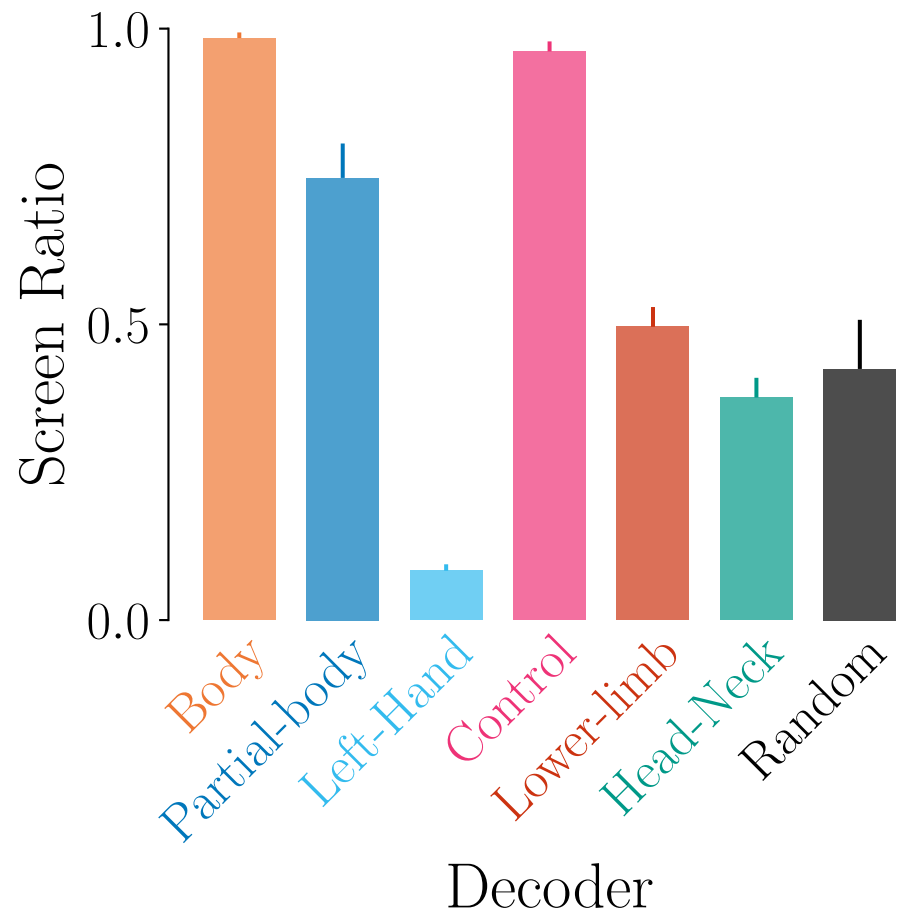 1.0
0.5
0.0
Screen Ratio
Body
Partial-body
Left-Hand
Control
Lower-limb
Head-Neck
Random
Decoder